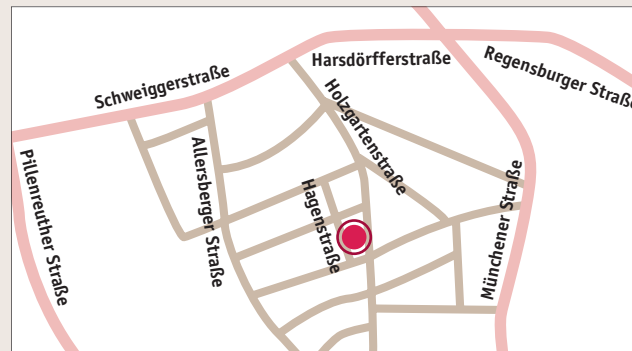 Harsdörfferstraße
Regensburger Straße
Schweiggerstraße
Holzgartenstraße
Allersberger Straße
Pillenreuther Straße
Hagenstraße
Münchener Straße